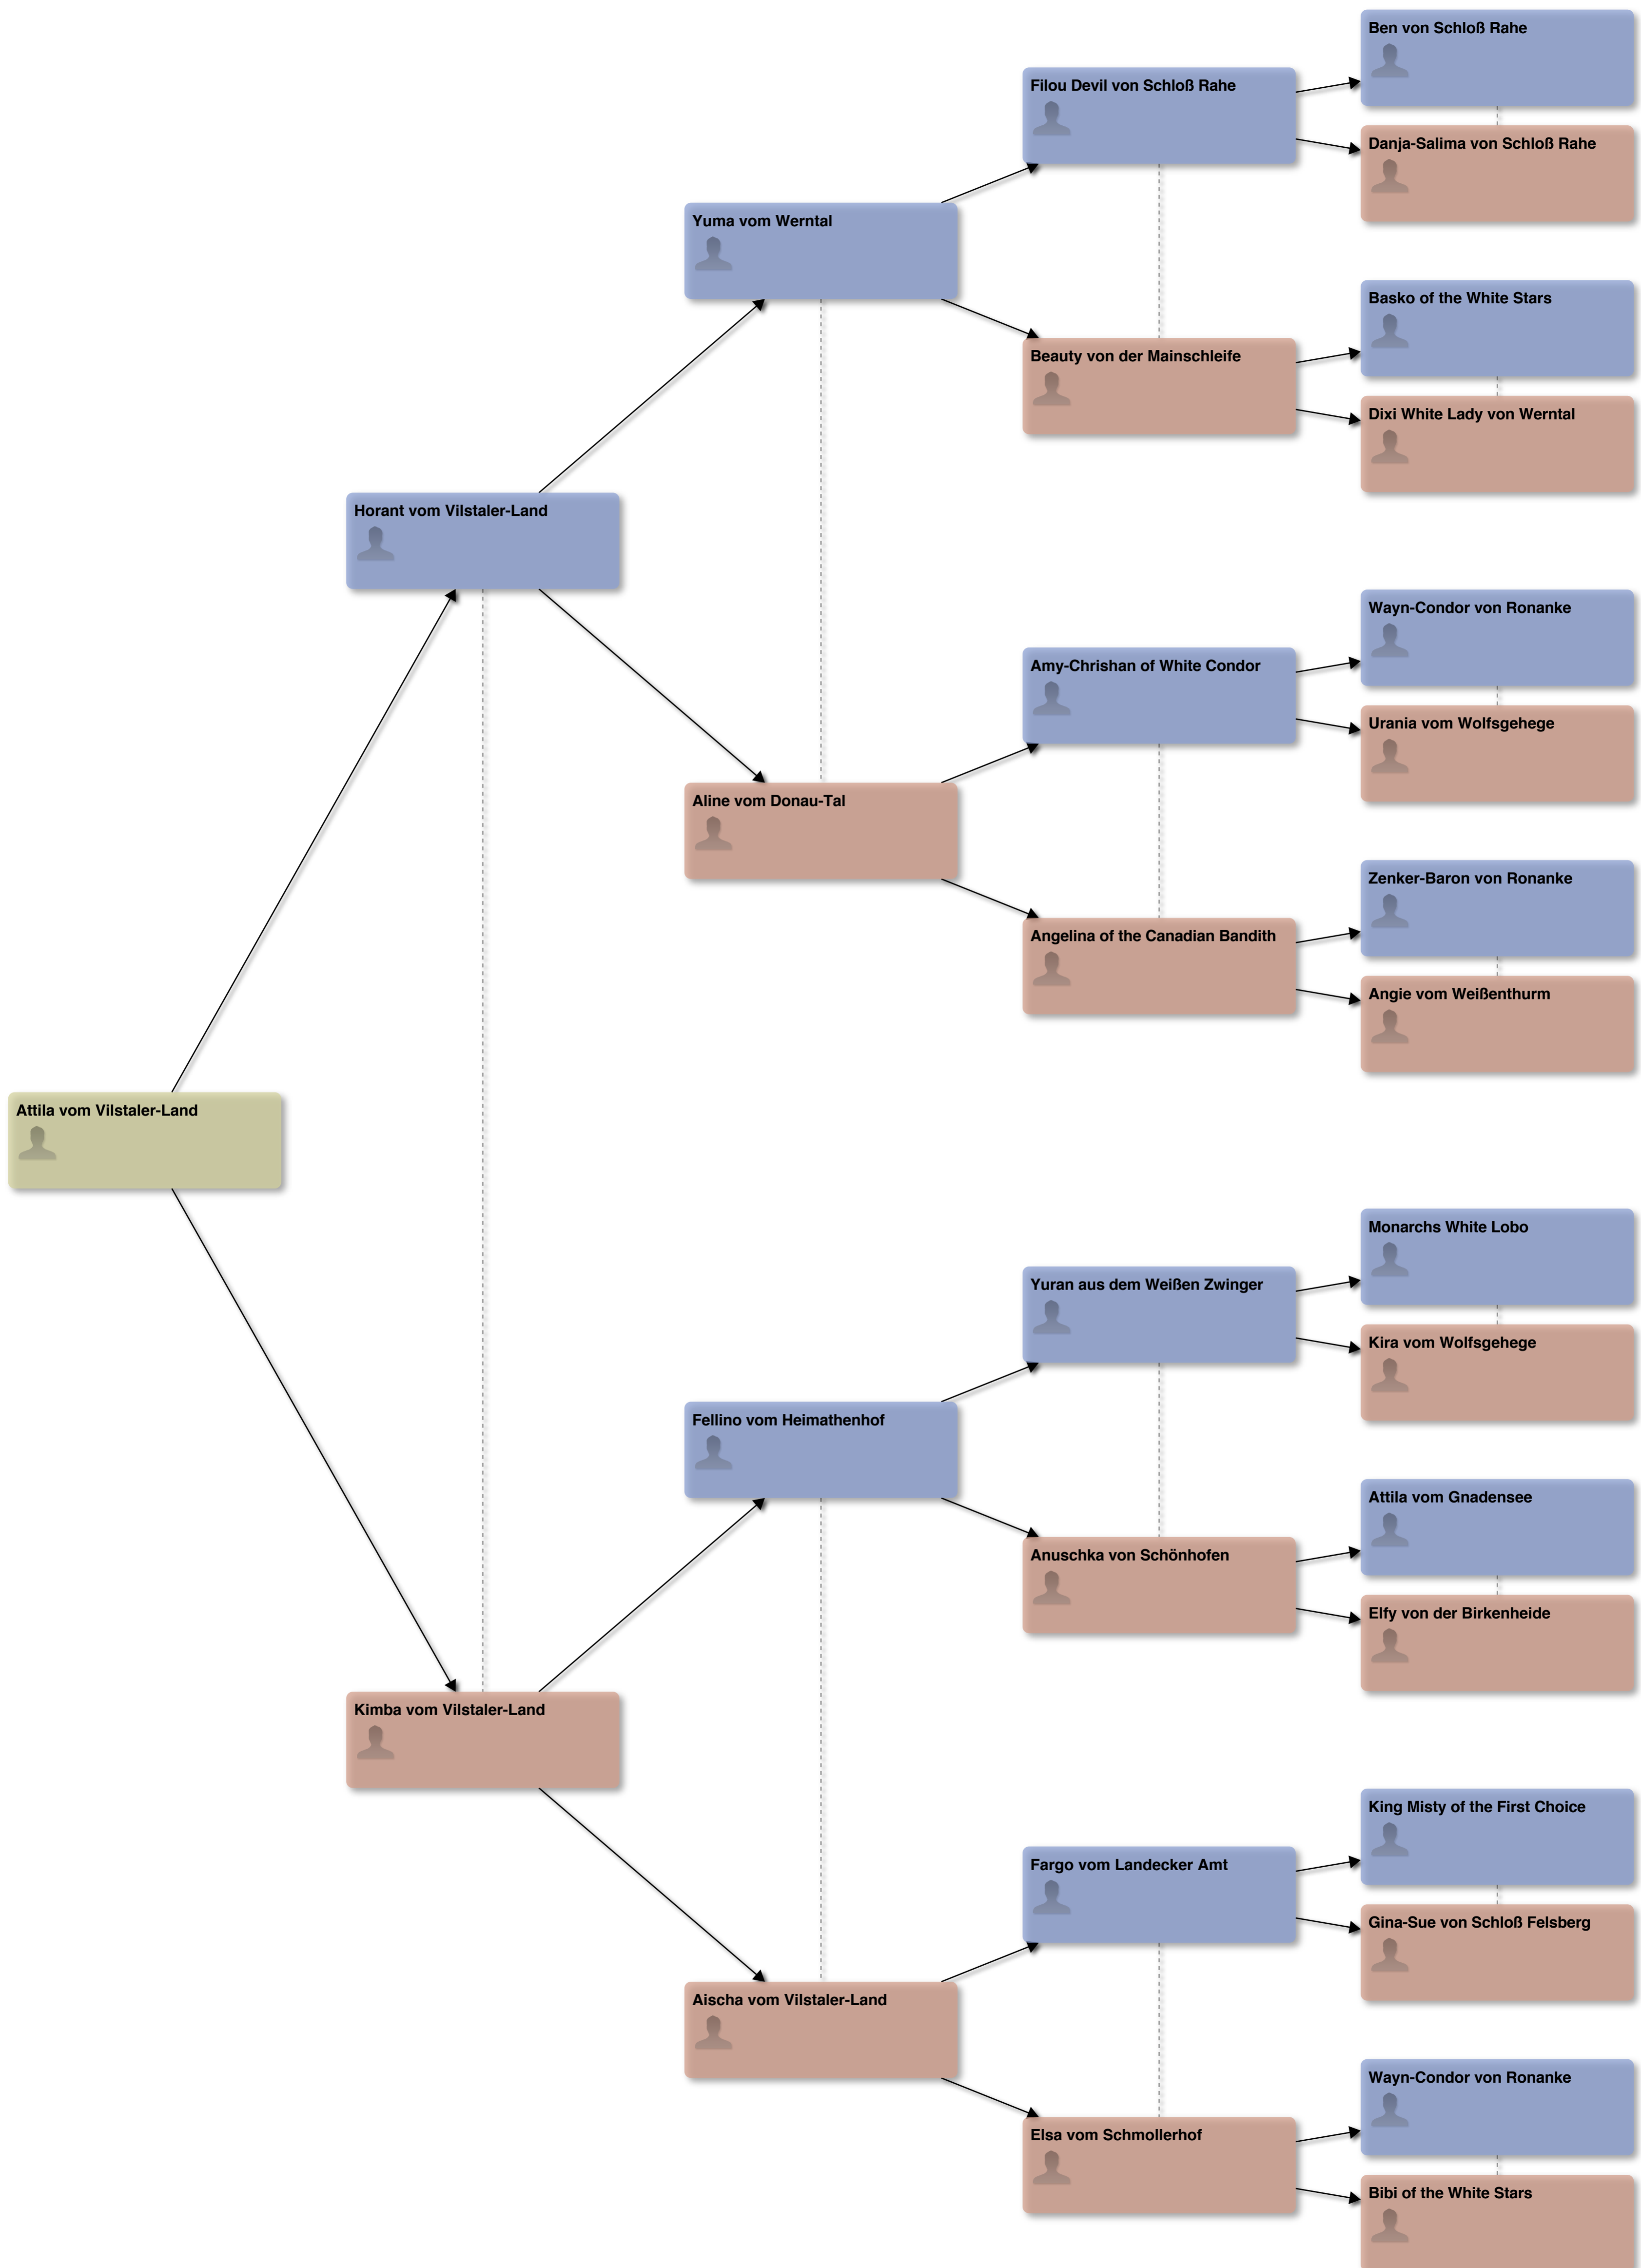 Ben von Schloß Rahe
Filou Devil von Schloß Rahe
Danja-Salima von Schloß Rahe
Yuma vom Werntal
Basko of the White Stars
Beauty von der Mainschleife
Dixi White Lady von Werntal
Horant vom Vilstaler-Land
Wayn-Condor von Ronanke
Amy-Chrishan of White Condor
Urania vom Wolfsgehege
Aline vom Donau-Tal
Zenker-Baron von Ronanke
Angelina of the Canadian Bandith
Angie vom Weißenthurm
Attila vom Vilstaler-Land
Monarchs White Lobo
Yuran aus dem Weißen Zwinger
Kira vom Wolfsgehege
Fellino vom Heimathenhof
Attila vom Gnadensee
Anuschka von Schönhofen
Elfy von der Birkenheide
Kimba vom Vilstaler-Land
King Misty of the First Choice
Fargo vom Landecker Amt
Gina-Sue von Schloß Felsberg
Aischa vom Vilstaler-Land
Wayn-Condor von Ronanke
Elsa vom Schmollerhof
Bibi of the White Stars